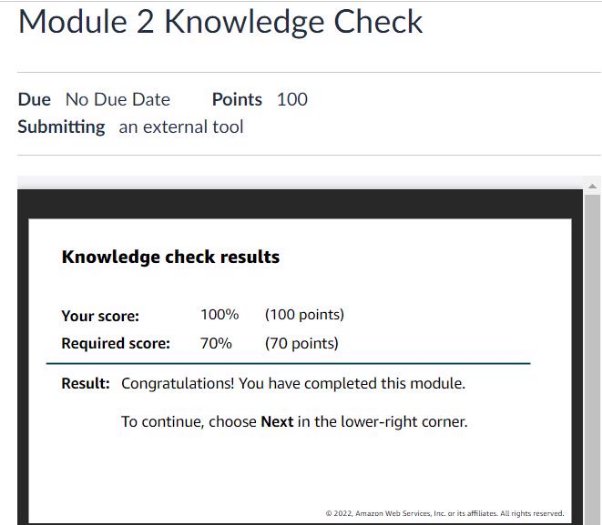 Module 2 Knowledge Check
Due No Due Date Points 100
Submitting an external tool
Knowledge check results
Your score: 100% (100 points)
Required score: 70% (70 points)
Result: Congratulations! You have completed this module.
To continue, choose Next in the lower-right corner.
© 2022, Amazon Web Services, Inc. or its affiliates. All rights reserved.